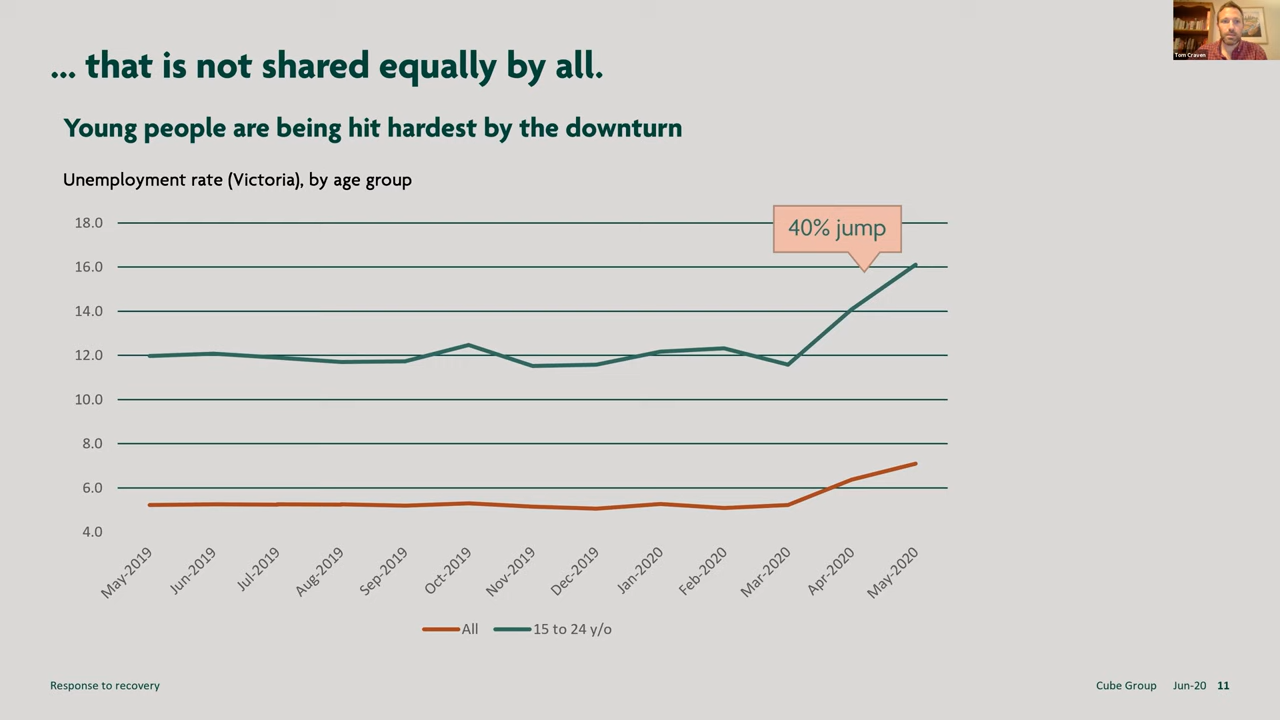 ... that is not shared equally by all.
Tom Craven
Young people are being hit hardest by the downturn
Unemployment rate (Victoria), by age group
18.0
40% jump
16.0
14.0
12.0
10.0
8.0
6.0
4.0
May-2019 Jun-2019 Jul-2019 Aug-2019 Sep-2019 Oct-2019 Nov-2019 Dec-2019 Jan-2020 Feb-2020 Mar-2020 Apr-2020 May-2020
All 15 to 24 y/o
Response to recovery Cube Group Jun-20 11